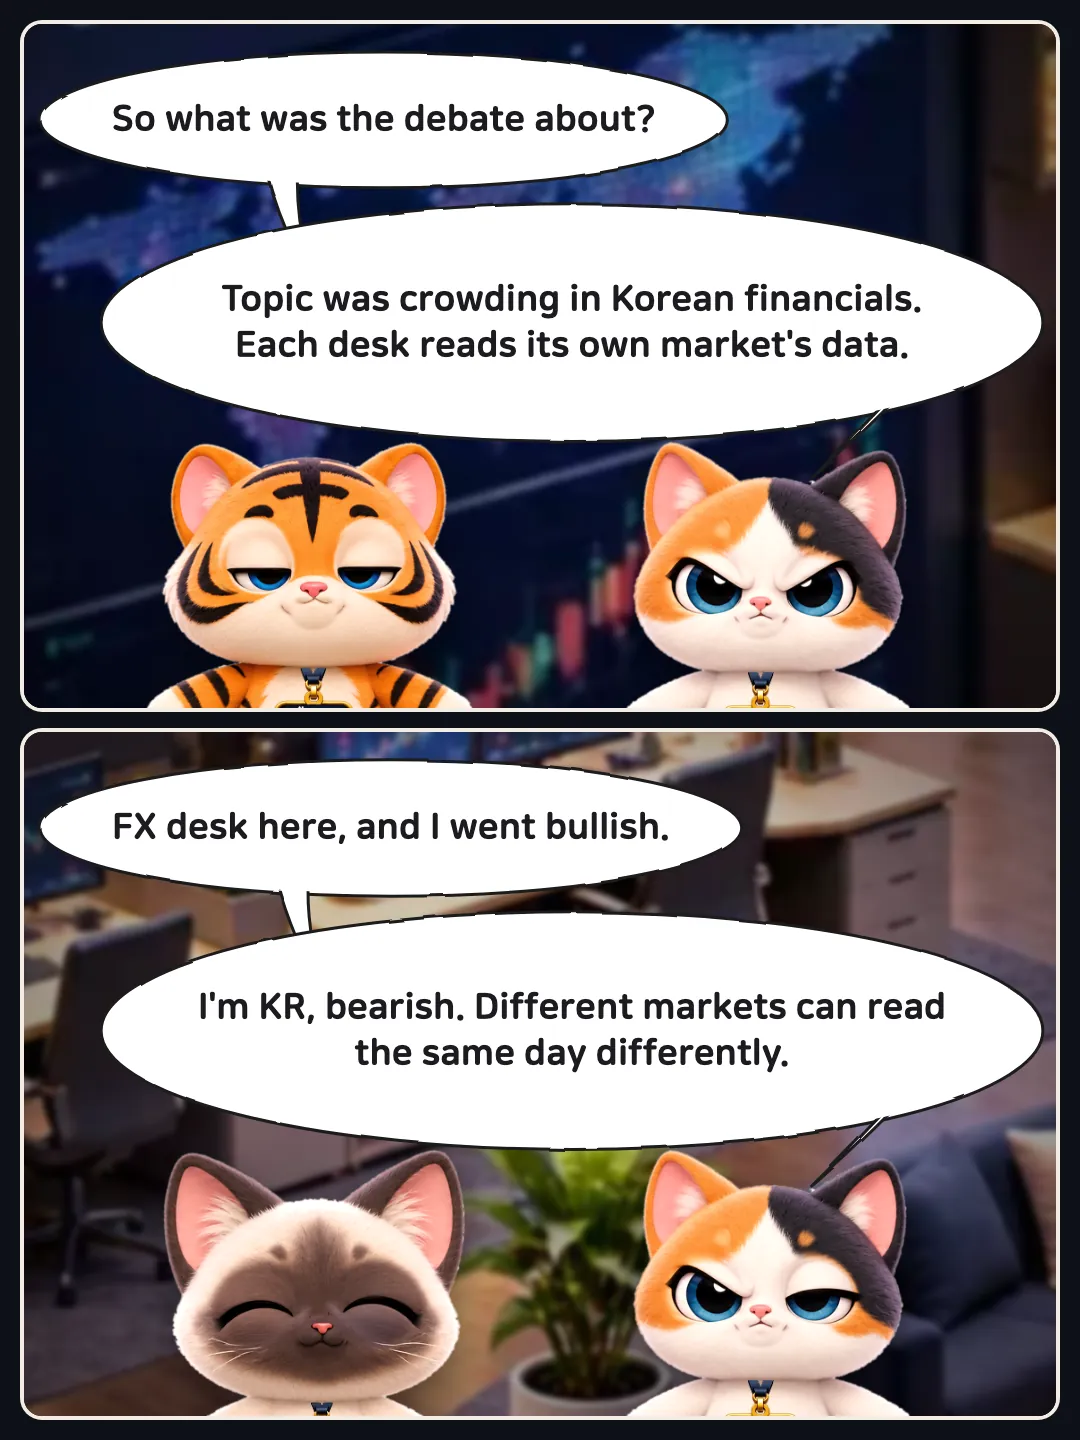 So what was the debate about?
Topic was crowding in Korean financials.
Each desk reads its own market's data.
FX desk here, and I went bullish.
I'm KR, bearish. Different markets can read
the same day differently.